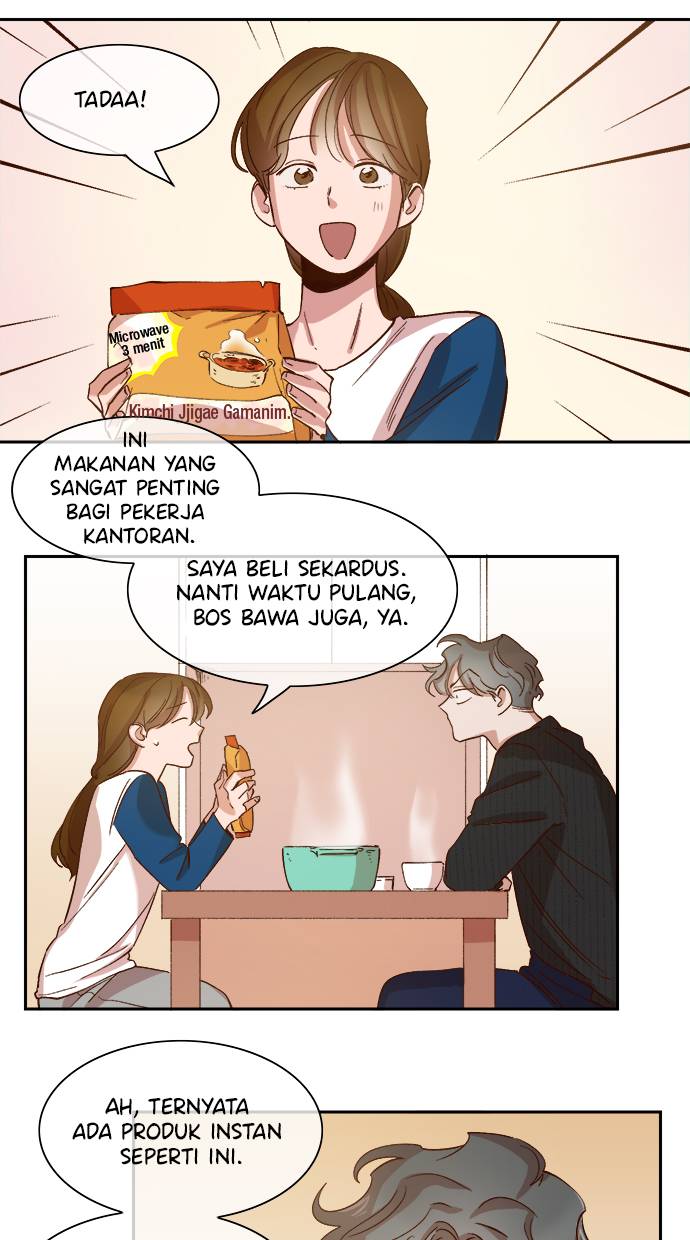 TADAA!
Microwave
3 menit
Kimchi Jjigae Gamanim.
INI
MAKANAN YANG
SANGAT PENTING
BAGI PEKERJA
KANTORAN.
SAYA BELI SEKARDUS.
NANTI WAKTU PULANG,
BOS BAWA JUGA, YA.
AH, TERNYATA
ADA PRODUK INSTAN
SEPERTI INI.